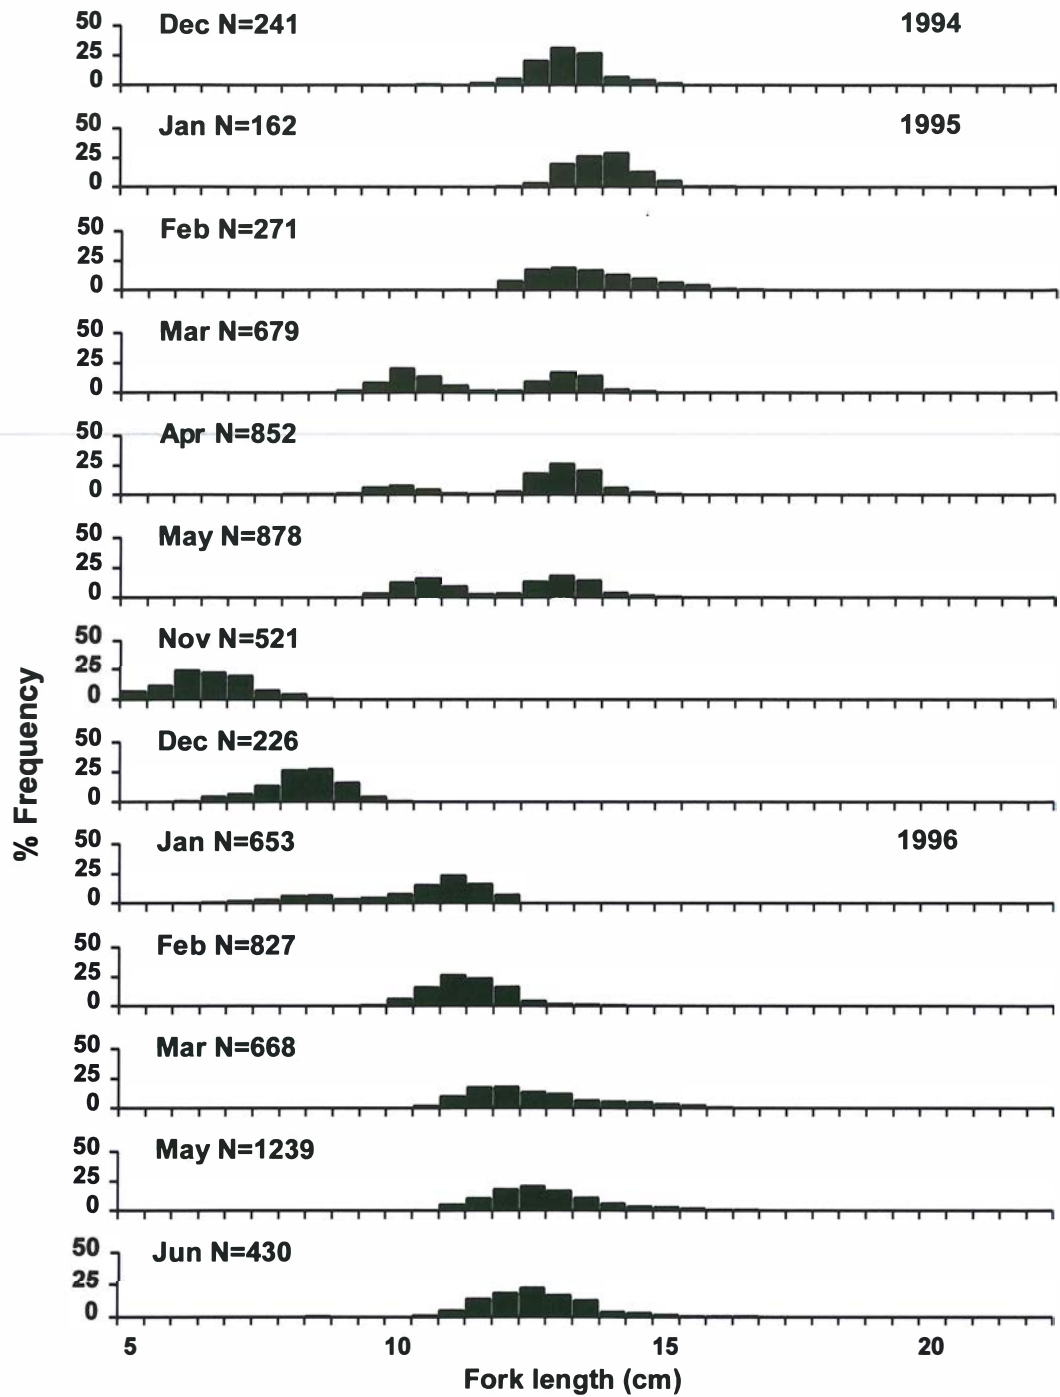 50
Dec N=241
1994
25
0
50
Jan N=162
1995
25
0
50
Feb N=271
25
0
50
Mar N=679
25
0
50
Apr N=852
25
0
50
May N=878
25
0
50
Nov N=521
25
0
50
Dec N=226
25
0
% Frequency
50
Jan N=653
1996
25
0
50
Feb N=827
25
0
50
Mar N=668
25
0
50
May N=1239
25
0
50
Jun N=430
25
0
5 10 15 20
Fork length (cm)